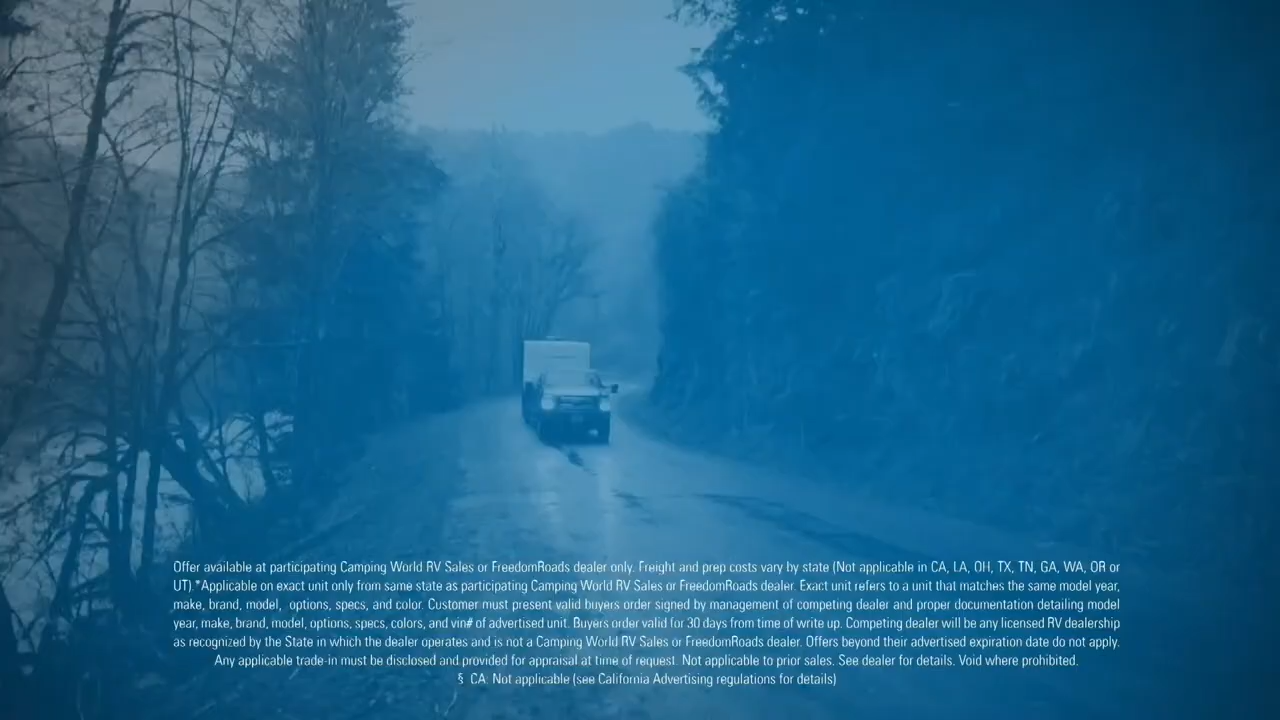 Offer available at participating Camping World RV Sales or FreedomRoads dealer only. Freight and prep costs vary by state (Not applicable in CA, LA, OH, TX, TN, GA, WA, OR or
UT).*Applicable on exact unit only from same state as participating Camping World RV Sales or FreedomRoads dealer. Exact unit refers to a unit that matches the same model year,
make, brand, model, options, specs, and color. Customer must present valid buyers order signed by management of competing dealer and proper documentation detailing model
year, make, brand, model, options, specs, colors, and vin# of advertised unit. Buyers order valid for 30 days from time of write up. Competing dealer will be any licensed RV dealership
as recognized by the State in which the dealer operates and is not a Camping World RV Sales or FreedomRoads dealer. Offers beyond their advertised expiration date do not apply.
Any applicable trade-in must be disclosed and provided for appraisal at time of request. Not applicable to prior sales. See dealer for details. Void where prohibited.
§ CA: Not applicable (see California Advertising regulations for details)